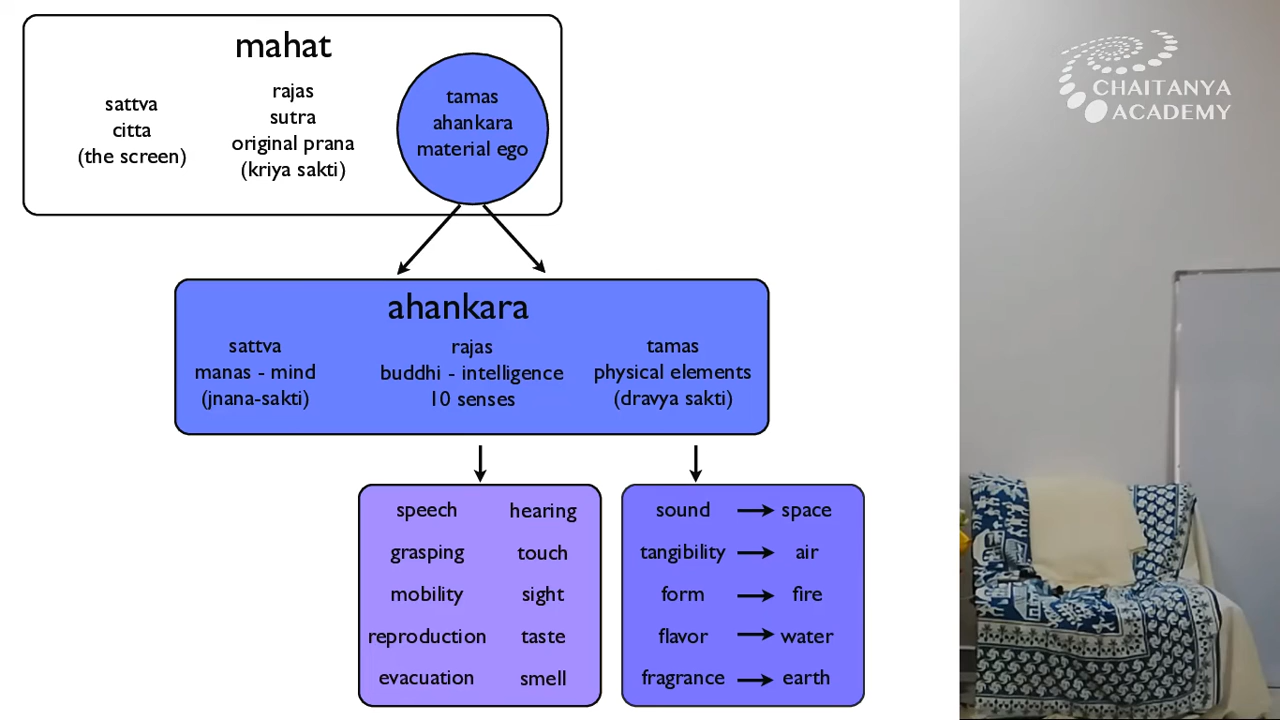 mahat
sattva
citta
(the screen)
rajas
sutra
original prana
(kriya sakti)
tamas
ahankara
material ego
ahankara
sattva
manas - mind
(jnana-sakti)
rajas
buddhi - intelligence
10 senses
tamas
physical elements
(dravya sakti)
speech hearing
grasping touch
mobility sight
reproduction taste
evacuation smell
sound → space
tangibility → air
form → fire
flavor → water
fragrance → earth
CHAITANYA
ACADEMY